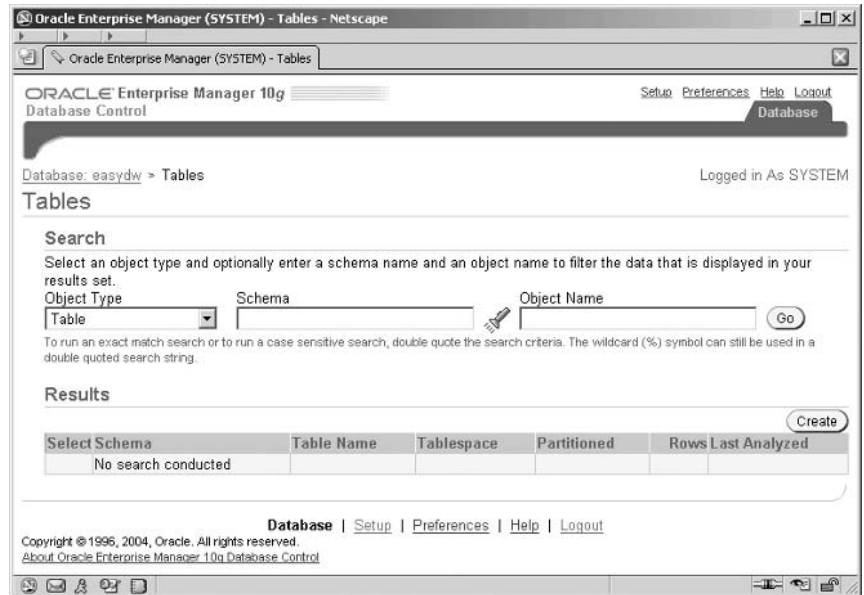 Oracle Enterprise Manager (SYSTEM) - Tables - Netscape
Oracle Enterprise Manager (SYSTEM) - Tables
ORACLE Enterprise Manager 10g
Database Control
Setup Preferences Help Logout
Database
Database: easydw > Tables
Logged in As SYSTEM
Tables
Search
Select an object type and optionally enter a schema name and an object name to filter the data that is displayed in your
results set.
Object Type Schema Object Name
Table Go
To run an exact match search or to run a case sensitive search, double quote the search criteria. The wildcard (%) symbol can still be used in a
double quoted search string.
Results
Create
Select Schema Table Name Tablespace Partitioned Rows Last Analyzed
No search conducted
Database | Setup | Preferences | Help | Logout
Copyright © 1996, 2004, Oracle. All rights reserved.
About Oracle Enterprise Manager 10g Database Control